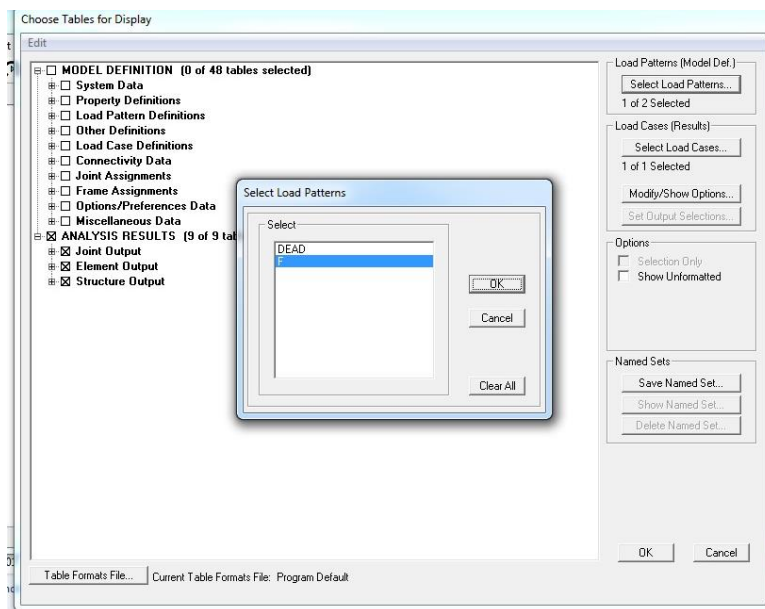 Choose Tables for Display
Edit
MODEL DEFINITION (0 of 48 tables selected)
System Data
Property Definitions
Load Pattern Definitions
Other Definitions
Load Case Definitions
Connectivity Data
Joint Assignments
Frame Assignments
Options/Preferences Data
Miscellaneous Data
ANALYSIS RESULTS (9 of 9 tab
Joint Output
Element Output
Structure Output
Select Load Patterns
Select
DEAD
F
OK
Cancel
Clear All
Load Patterns (Model Def.)
Select Load Patterns...
1 of 2 Selected
Load Cases (Results)
Select Load Cases...
1 of 1 Selected
Modify/Show Options...
Set Output Selections...
Options
Selection Only
Show Unformatted
Named Sets
Save Named Set...
Show Named Set...
Delete Named Set...
OK
Cancel
Table Formats File...
Current Table Formats File: Program Default